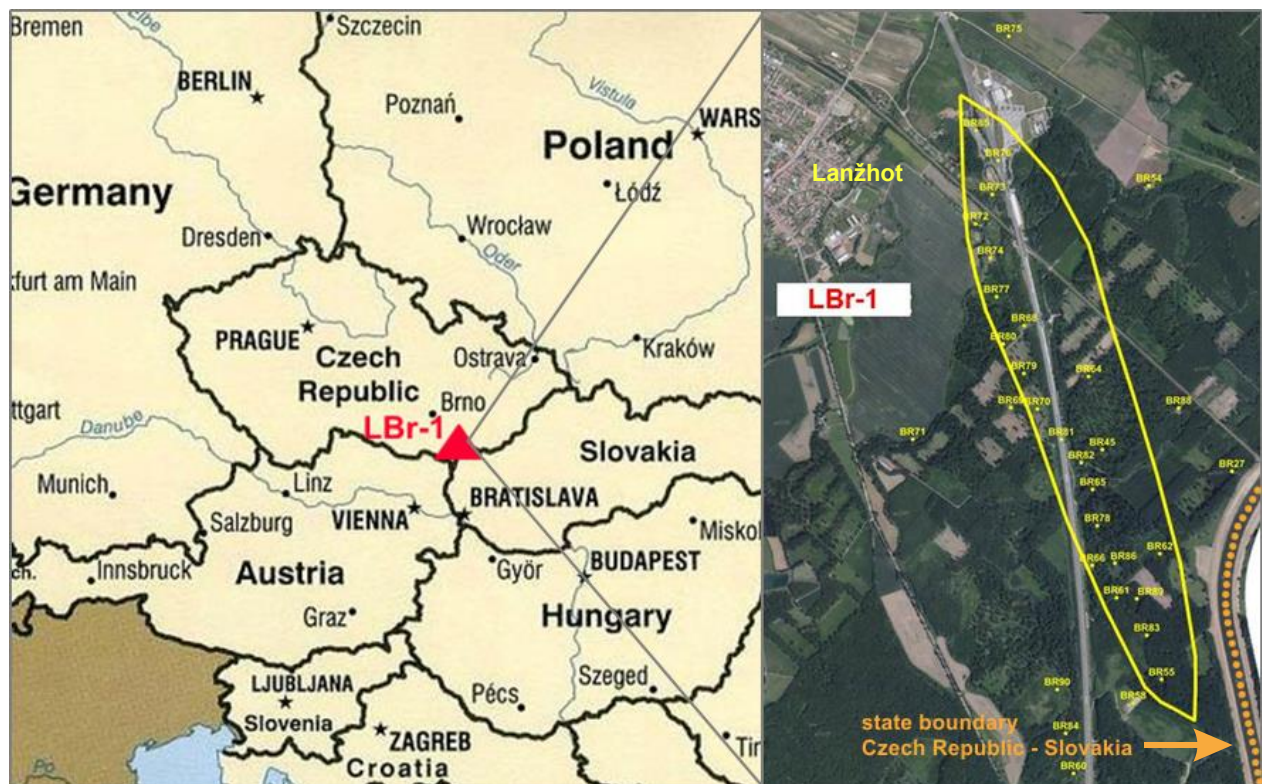 Bremen
Elbe
Szczecin
BERLIN
Poznań
Vistula
WARS
Poland
Germany
Łódź
Wrocław
Dresden
Oder
kfurt am Main
PRAGUE
Czech
Republic
Ostrava
Kraków
ttgart
Danube
Brno
LBr-1
Slovakia
Munich
Linz
BRATISLAVA
Salzburg
VIENNA
Miskol
ch.
Innsbruck
Győr
BUDAPEST
Austria
Graz
Hungary
LJUBLJANA
Slovenia
Pécs
Szeged
ZAGREB
Croatia
Po
Tir
BR75
BR85
BR76
Lanžhot
BR54
BR73
BR72
BR74
LBr-1
BR77
BR68
BR80
BR79
BR64
BR69
BR70
BR88
BR71
BR81
BR45
BR82
BR27
BR65
BR78
BR62
BR66
BR86
BR61
BR89
BR83
BR55
BR90
BR58
state boundary
BR84
Czech Republic - Slovakia
BR60